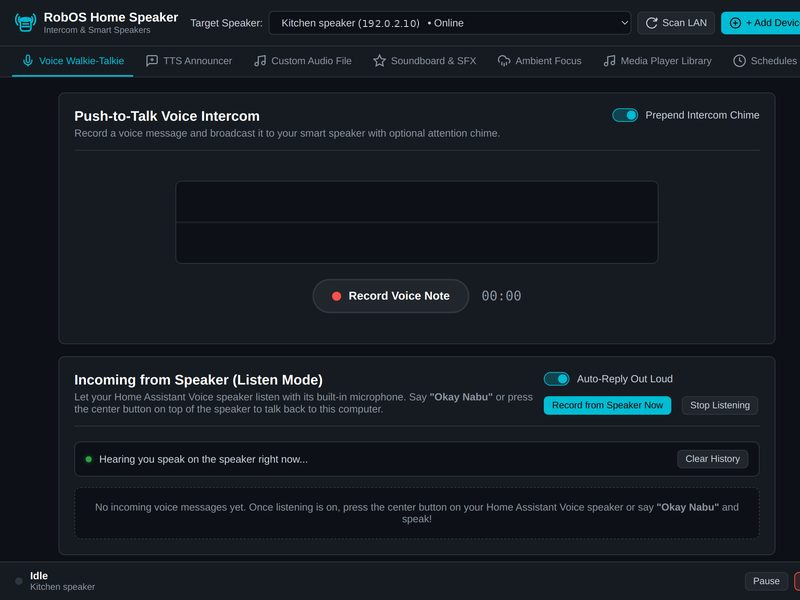 RobOS Home Speaker
Intercom & Smart Speakers
Target Speaker:
Kitchen speaker (192.0.2.10) • Online
Scan LAN
+ Add Devic
Voice Walkie-Talkie
TTS Announcer
Custom Audio File
Soundboard & SFX
Ambient Focus
Media Player Library
Schedules
Push-to-Talk Voice Intercom
Record a voice message and broadcast it to your smart speaker with optional attention chime.
Prepend Intercom Chime
Record Voice Note
00:00
Incoming from Speaker (Listen Mode)
Let your Home Assistant Voice speaker listen with its built-in microphone. Say "Okay Nabu" or press
the center button on top of the speaker to talk back to this computer.
Auto-Reply Out Loud
Record from Speaker Now
Stop Listening
Hearing you speak on the speaker right now...
Clear History
No incoming voice messages yet. Once listening is on, press the center button on your Home Assistant Voice speaker or say "Okay Nabu" and
speak!
Idle
Kitchen speaker
Pause